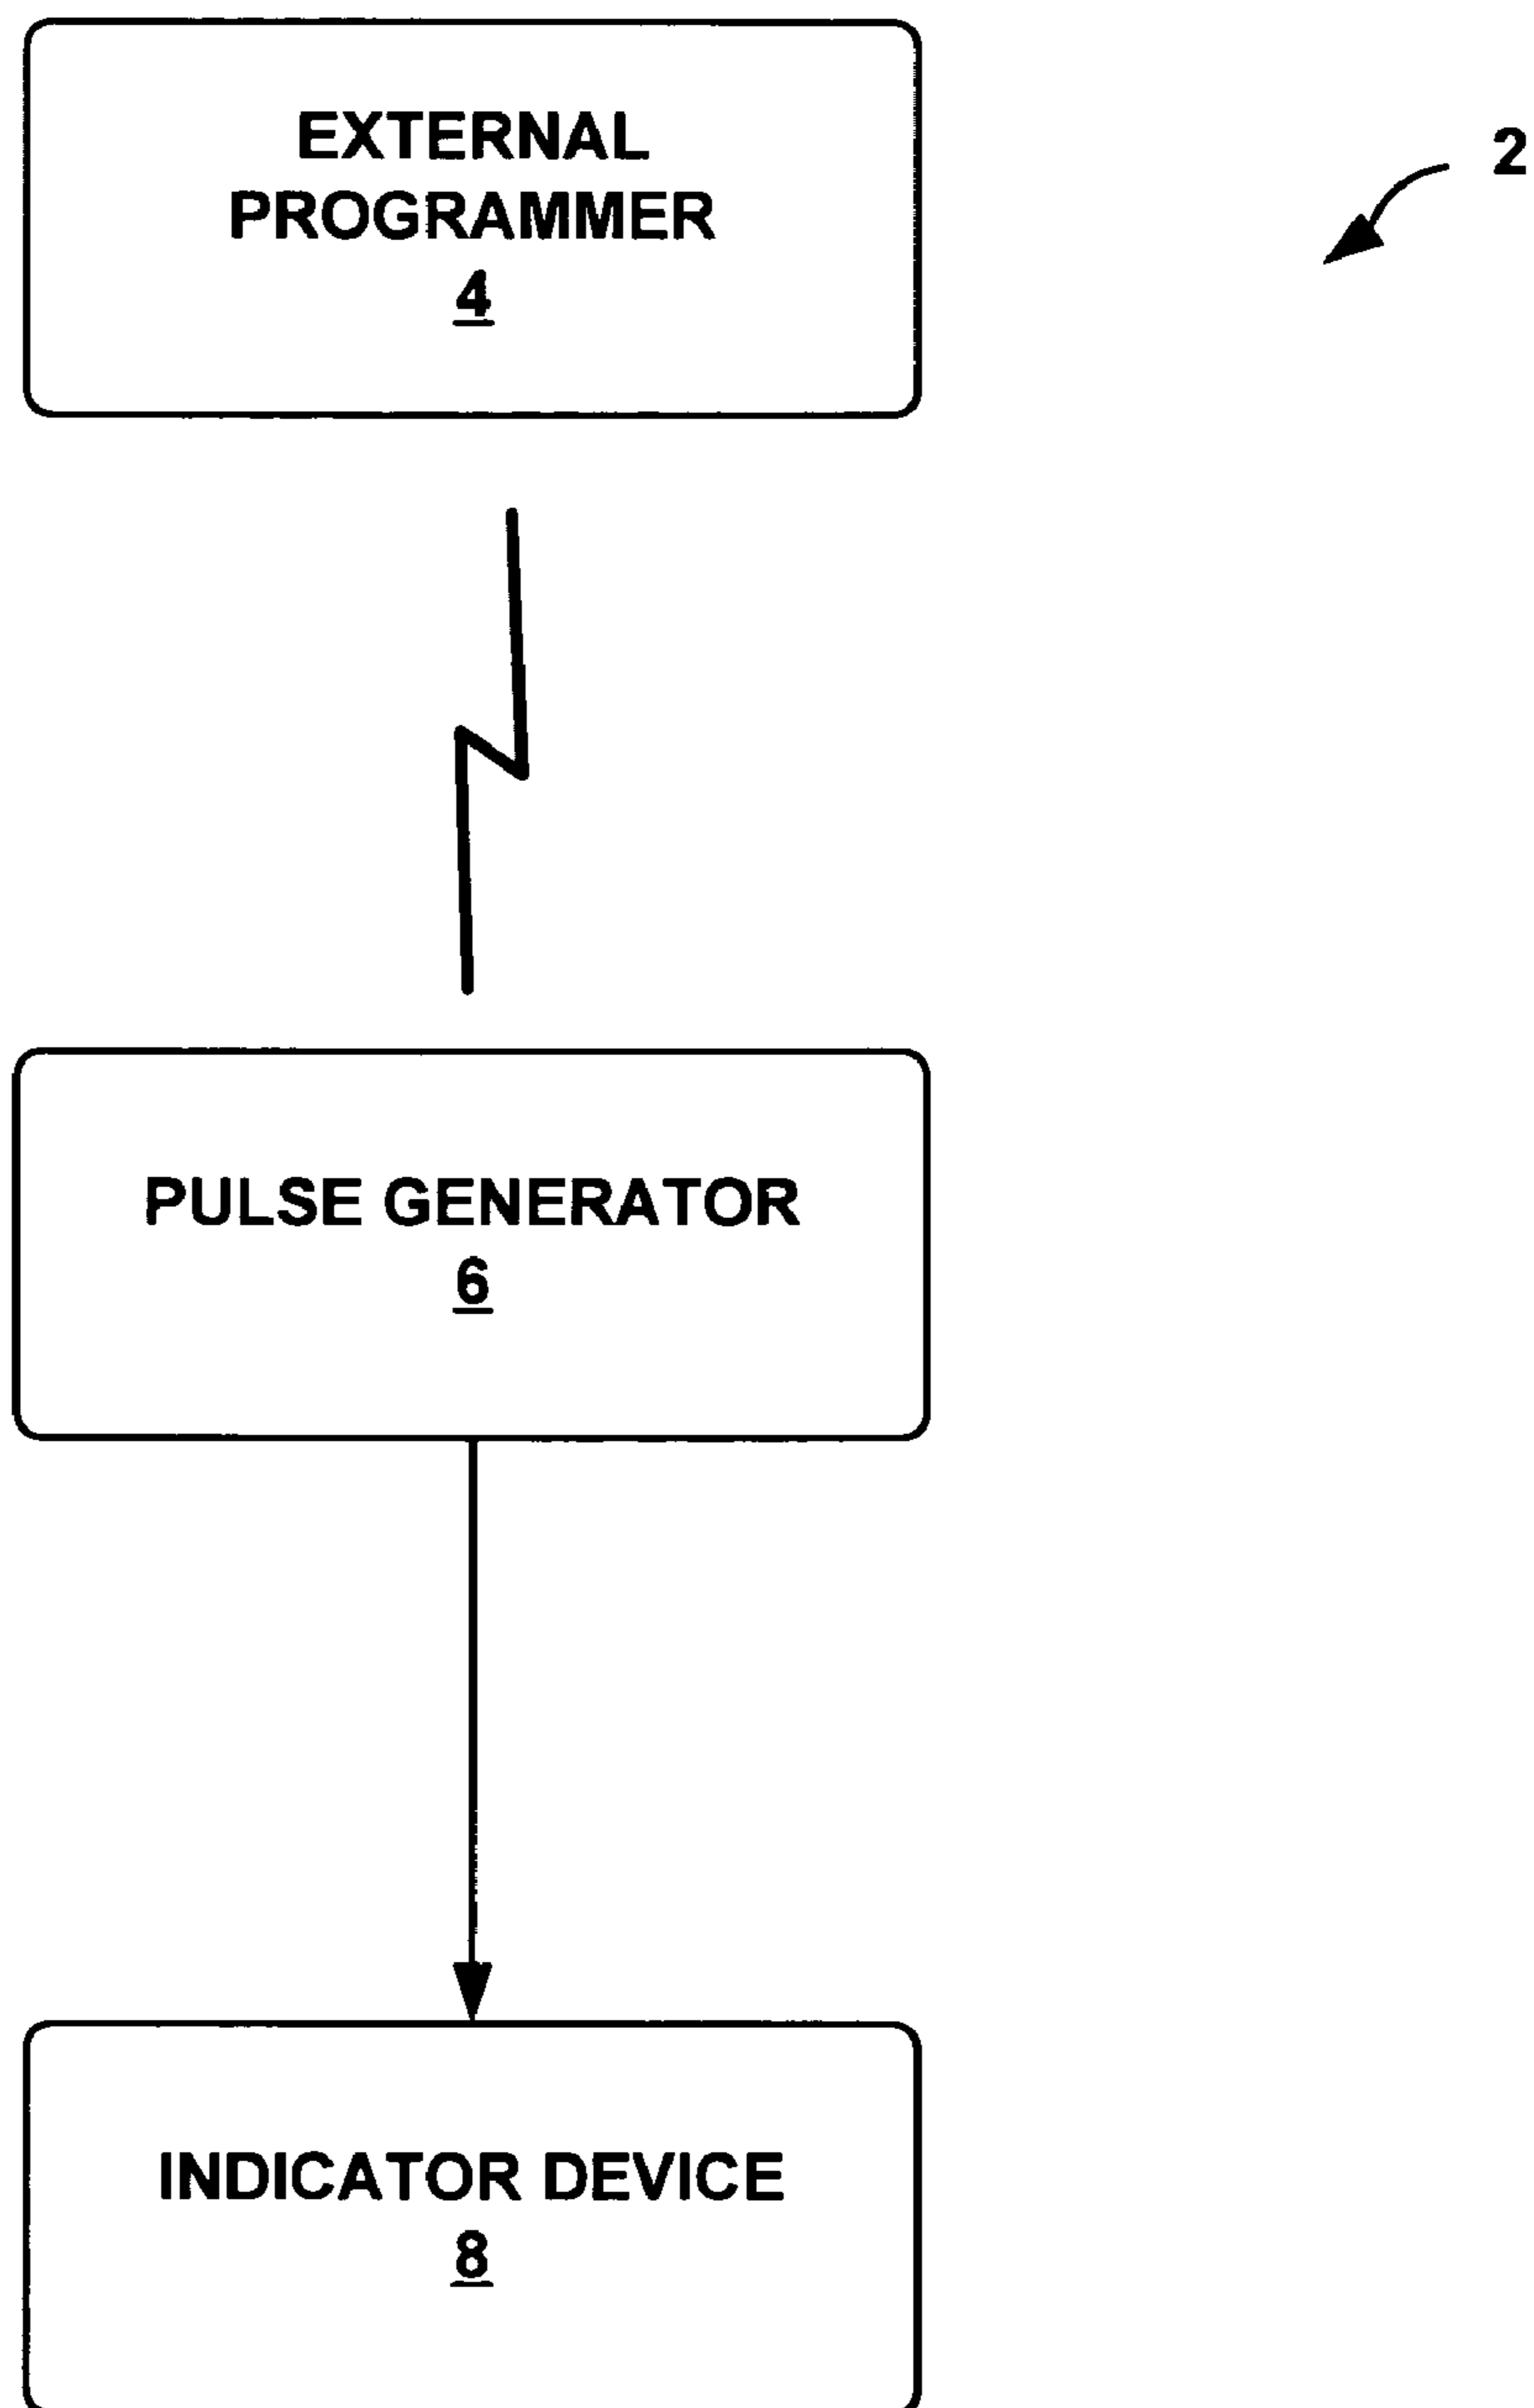 EXTERNAL
PROGRAMMER
4
2
PULSE GENERATOR
6
INDICATOR DEVICE
8